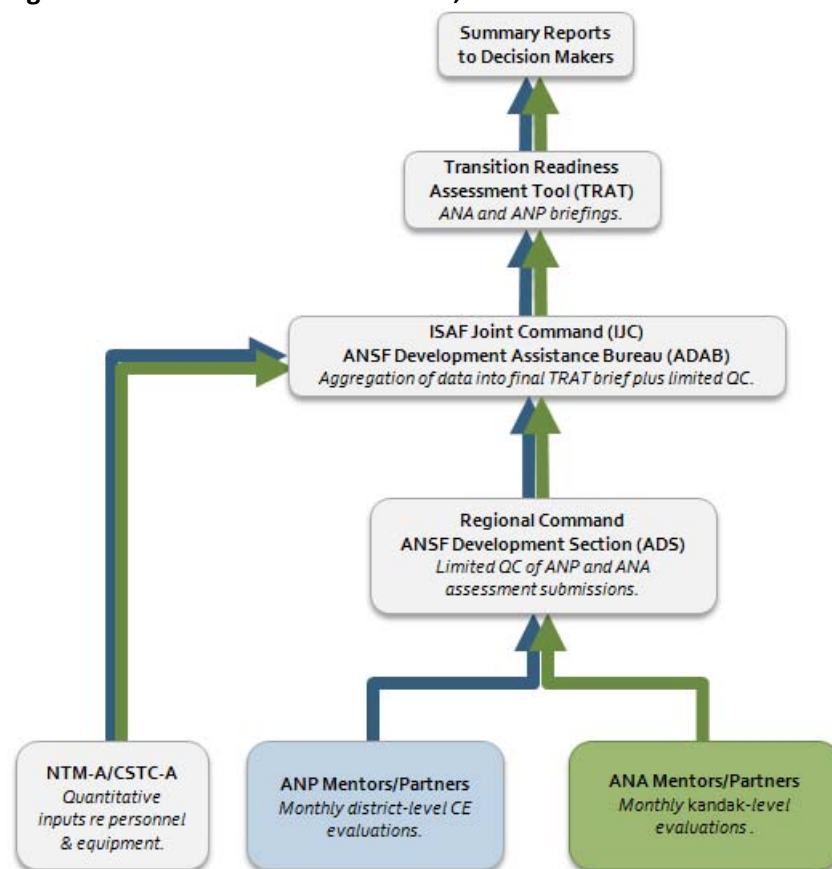 Summary Reports
to Decision Makers
Transition Readiness
Assessment Tool (TRAT)
ANA and ANP briefings.
ISAF Joint Command (IJC)
ANSF Development Assistance Bureau (ADAB)
Aggregation of data into final TRAT brief plus limited QC.
Regional Command
ANSF Development Section (ADS)
Limited QC of ANP and ANA
assessment submissions.
NTM-A/CSTC-A
Quantitative
inputs re personnel
& equipment.
ANP Mentors/Partners
Monthly district-level CE
evaluations.
ANA Mentors/Partners
Monthly kandak-level
evaluations .